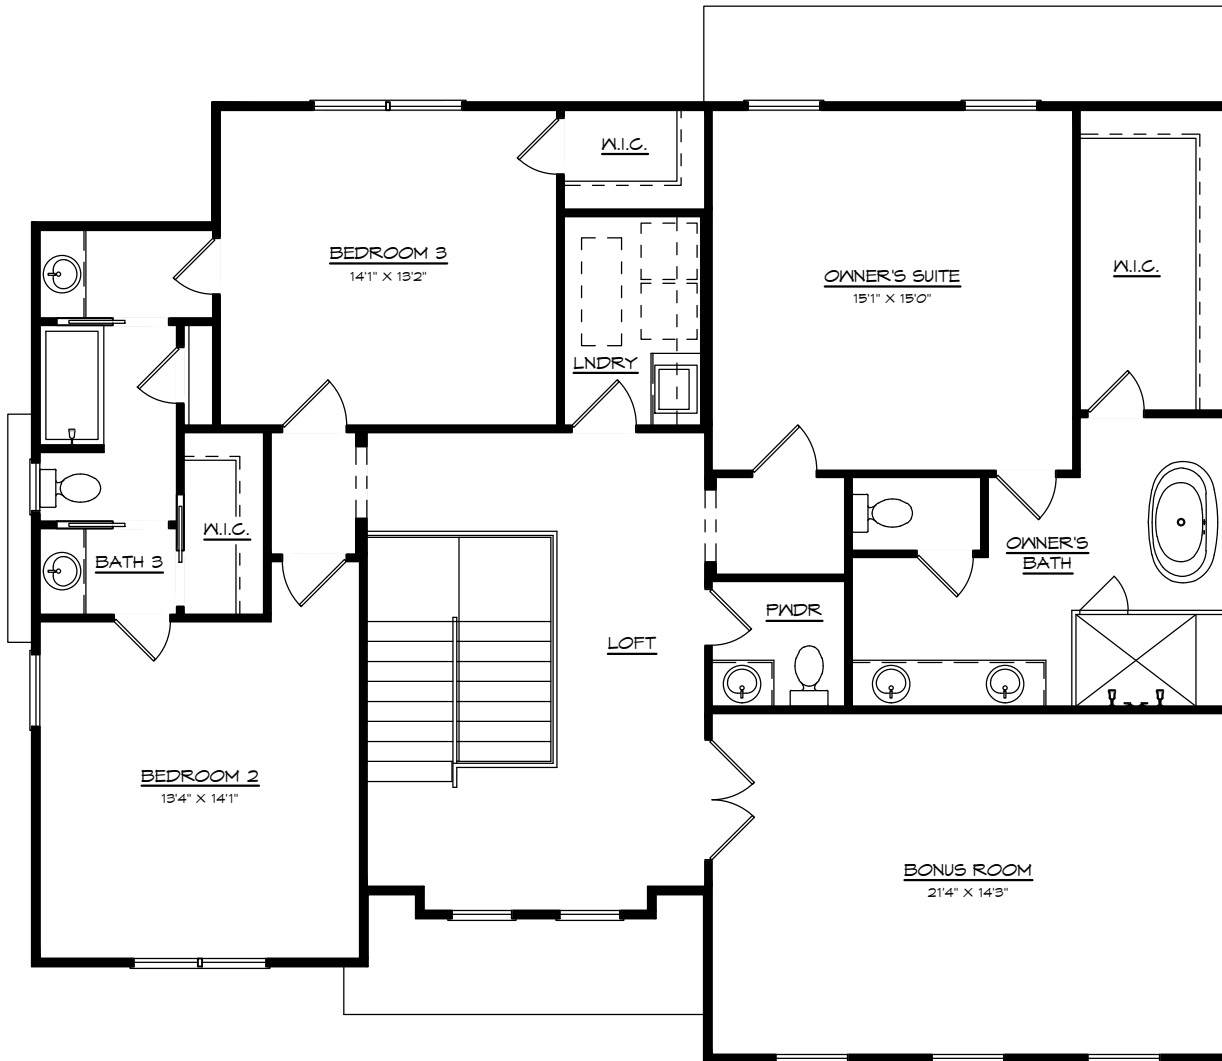 W.I.C.
BEDROOM 3
14'1" X 13'2"
OWNER'S SUITE
15'1" X 15'0"
W.I.C.
LNDRY
W.I.C.
BATH 3
OWNER'S
BATH
PWDR
LOFT
BEDROOM 2
13'4" X 14'1"
BONUS ROOM
21'4" X 14'3"